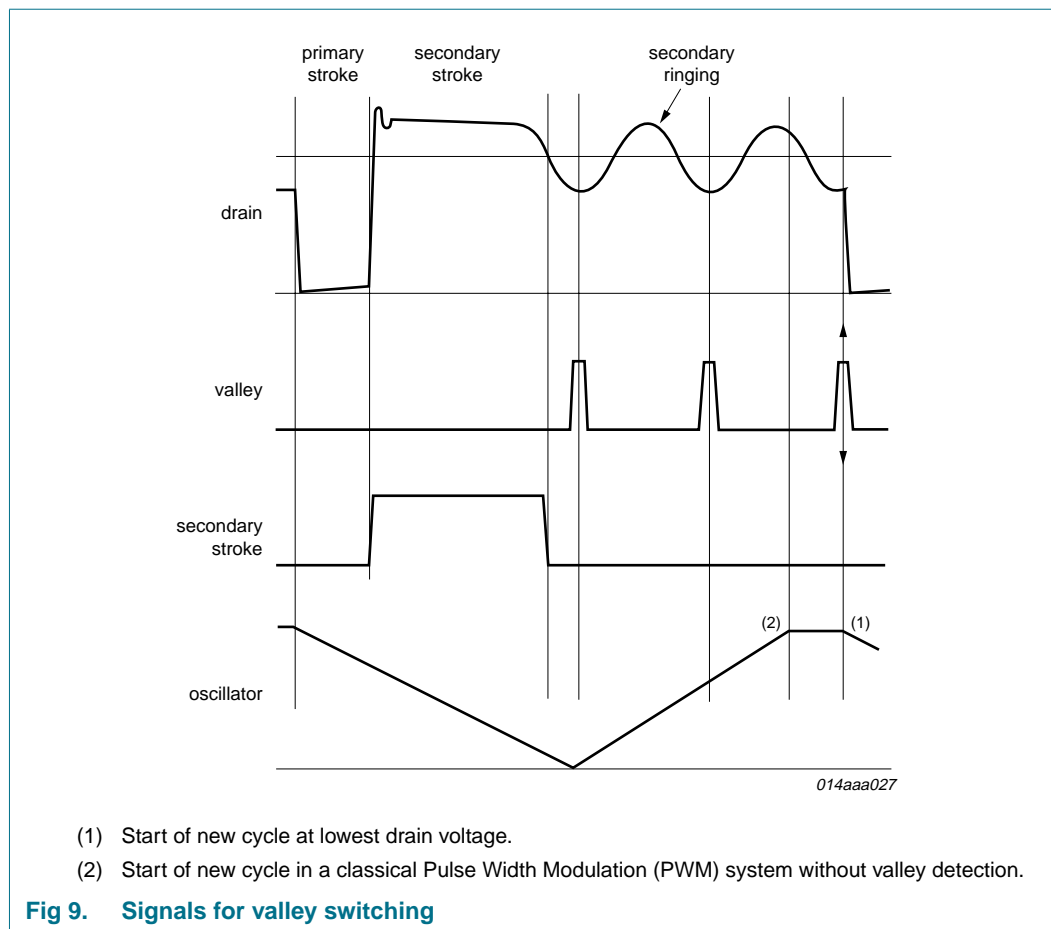 primary
stroke
secondary
stroke
secondary
ringing
drain
valley
secondary
stroke
(2)
(1)
oscillator
014aaa027
(1) Start of new cycle at lowest drain voltage.
(2) Start of new cycle in a classical Pulse Width Modulation (PWM) system without valley detection.
Fig 9. Signals for valley switching